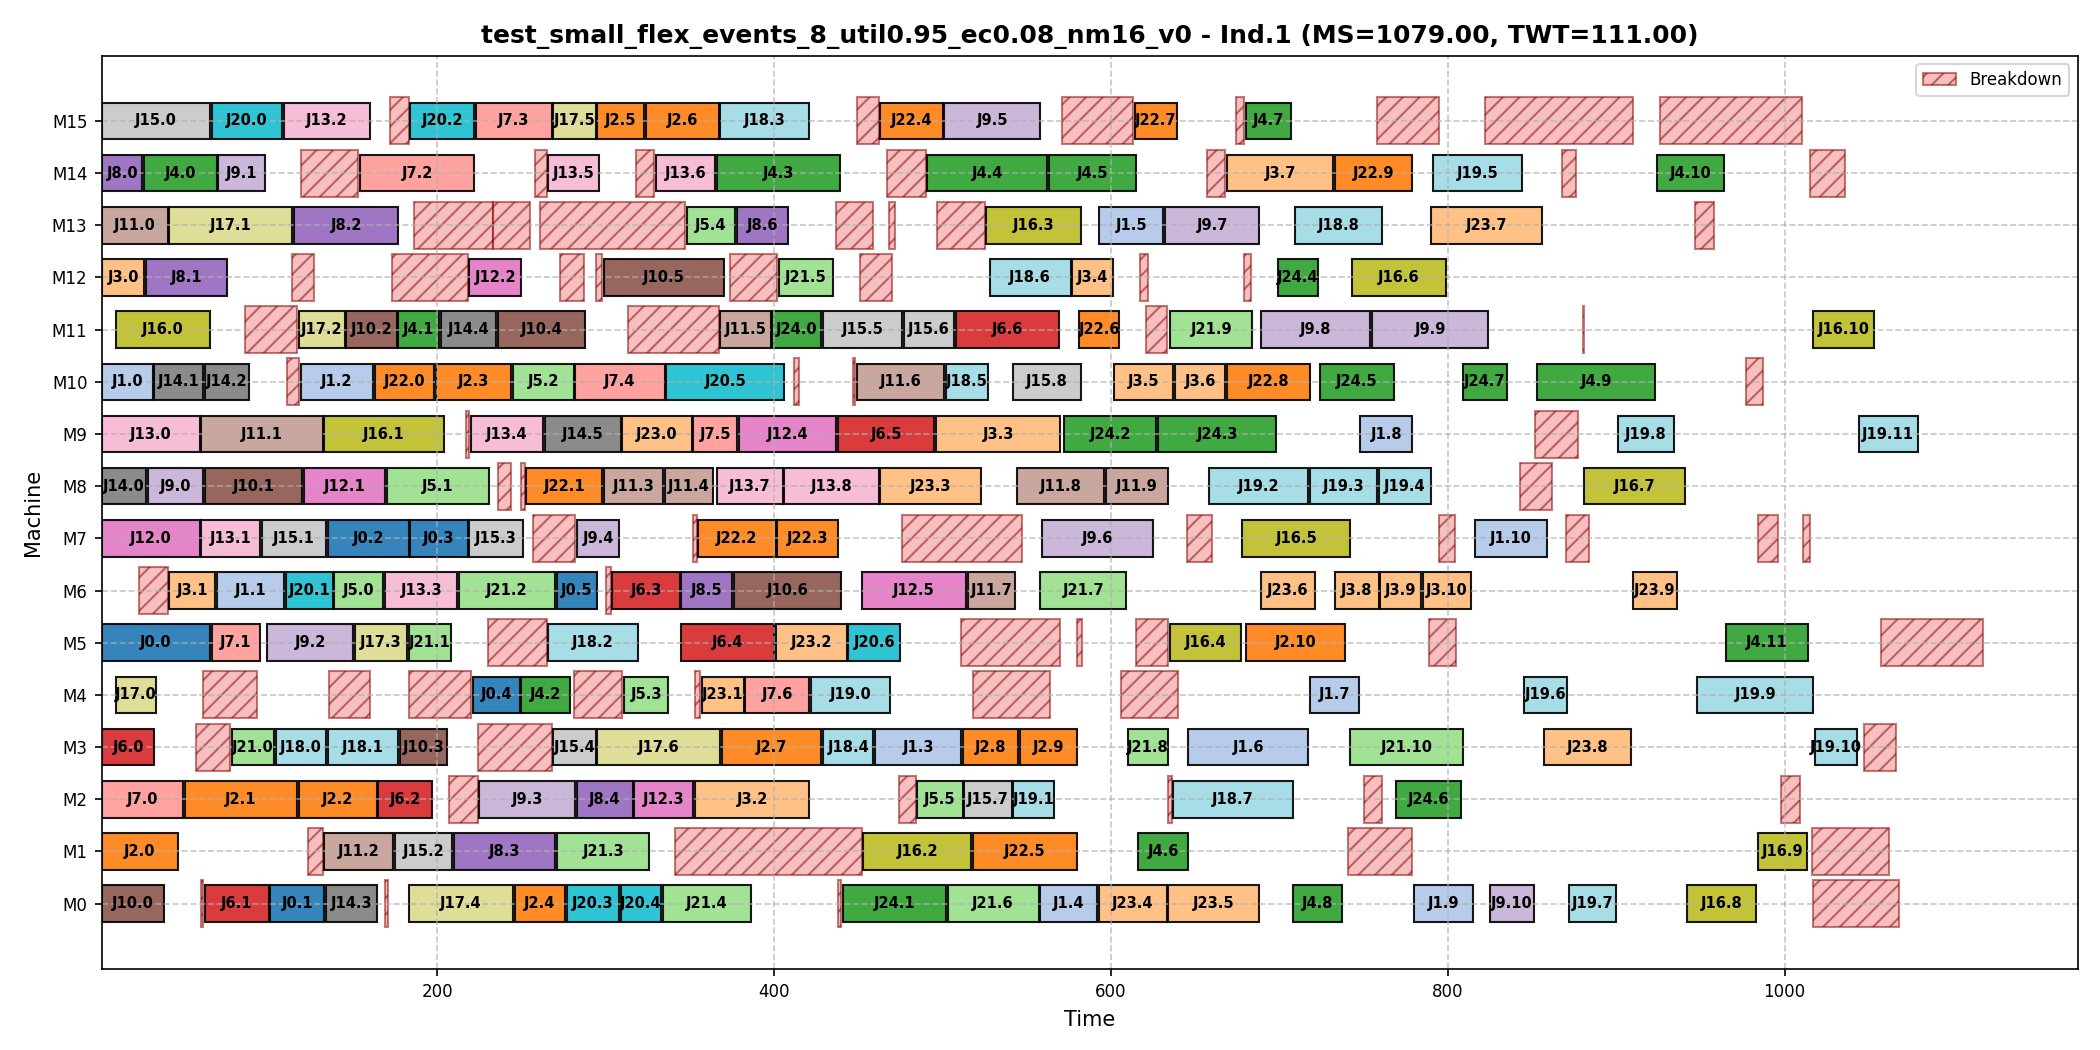 test_small_flex_events_8_util0.95_ec0.08_nm16_v0 - Ind.1 (MS=1079.00, TWT=111.00)
Breakdown
M15 J15.0 J20.0 J13.2 J20.2 J7.3 J17.5 J2.5 J2.6 J18.3 J22.4 J9.5 J22.7 J4.7
M14 J8.0 J4.0 J9.1 J7.2 J13.5 J13.6 J4.3 J4.4 J4.5 J3.7 J22.9 J19.5 J4.10
M13 J11.0 J17.1 J8.2 J5.4 J8.6 J16.3 J1.5 J9.7 J18.8 J23.7
M12 J3.0 J8.1 J12.2 J10.5 J21.5 J18.6 J3.4 J24.4 J16.6
M11 J16.0 J17.2 J10.2 J4.1 J14.4 J10.4 J11.5 J24.0 J15.5 J15.6 J6.6 J22.6 J21.9 J9.8 J9.9 J16.10
M10 J1.0 J14.1 J14.2 J1.2 J22.0 J2.3 J5.2 J7.4 J20.5 J11.6 J18.5 J15.8 J3.5 J3.6 J22.8 J24.5 J24.7 J4.9
M9 J13.0 J11.1 J16.1 J13.4 J14.5 J23.0 J7.5 J12.4 J6.5 J3.3 J24.2 J24.3 J1.8 J19.8 J19.11
M8 J14.0 J9.0 J10.1 J12.1 J5.1 J22.1 J11.3 J11.4 J13.7 J13.8 J23.3 J11.8 J11.9 J19.2 J19.3 J19.4 J16.7
M7 J12.0 J13.1 J15.1 J0.2 J0.3 J15.3 J9.4 J22.2 J22.3 J9.6 J16.5 J1.10
M6 J3.1 J1.1 J20.1 J5.0 J13.3 J21.2 J0.5 J6.3 J8.5 J10.6 J12.5 J11.7 J21.7 J23.6 J3.8 J3.9 J3.10 J23.9
M5 J0.0 J7.1 J9.2 J17.3 J21.1 J18.2 J6.4 J23.2 J20.6 J16.4 J2.10 J4.11
M4 J17.0 J0.4 J4.2 J5.3 J23.1 J7.6 J19.0 J1.7 J19.6 J19.9
M3 J6.0 J21.0 J18.0 J18.1 J10.3 J15.4 J17.6 J2.7 J18.4 J1.3 J2.8 J2.9 J21.8 J1.6 J21.10 J23.8 J19.10
M2 J7.0 J2.1 J2.2 J6.2 J9.3 J8.4 J12.3 J3.2 J5.5 J15.7 J19.1 J18.7 J24.6
M1 J2.0 J11.2 J15.2 J8.3 J21.3 J16.2 J22.5 J4.6 J16.9
M0 J10.0 J6.1 J0.1 J14.3 J17.4 J2.4 J20.3 J20.4 J21.4 J24.1 J21.6 J1.4 J23.4 J23.5 J4.8 J1.9 J9.10 J19.7 J16.8
Machine
200 400 600 800 1000
Time